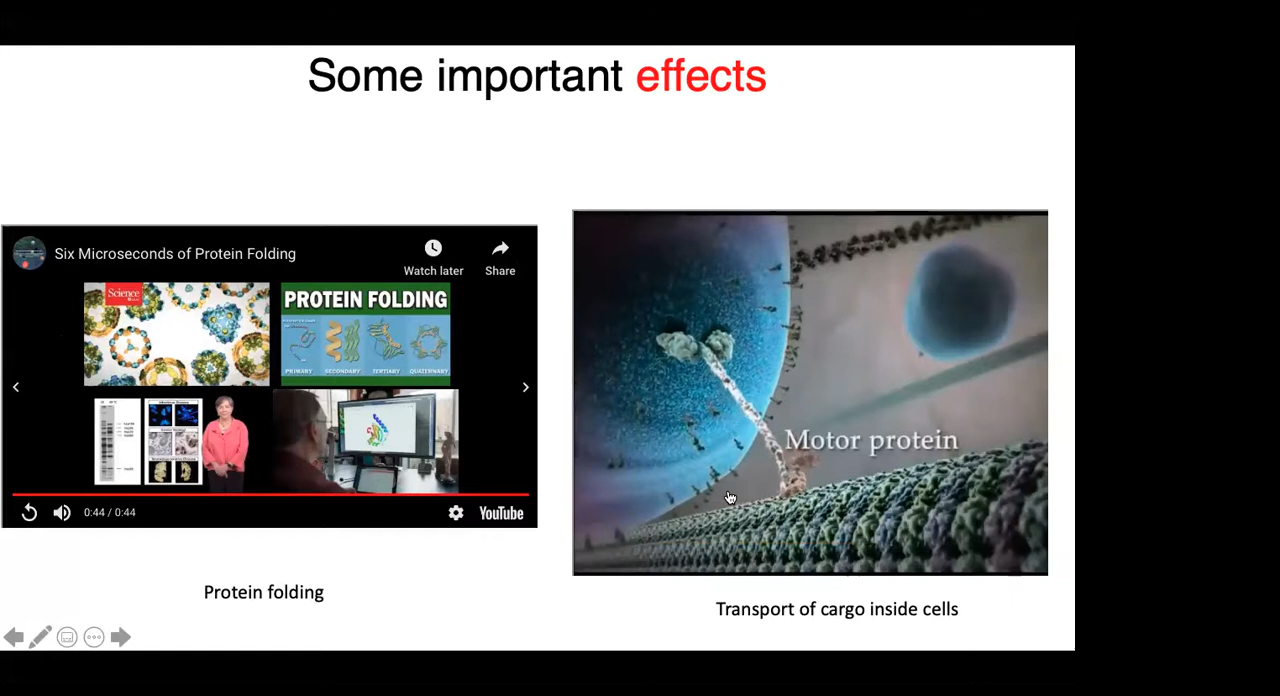 Some important effects
Six Microseconds of Protein Folding
Watch later
Share
Science
PROTEIN FOLDING
PRIMARY
SECONDARY
TERTIARY
QUATERNARY
0:44 / 0:44
YouTube
Motor protein
Protein folding
Transport of cargo inside cells